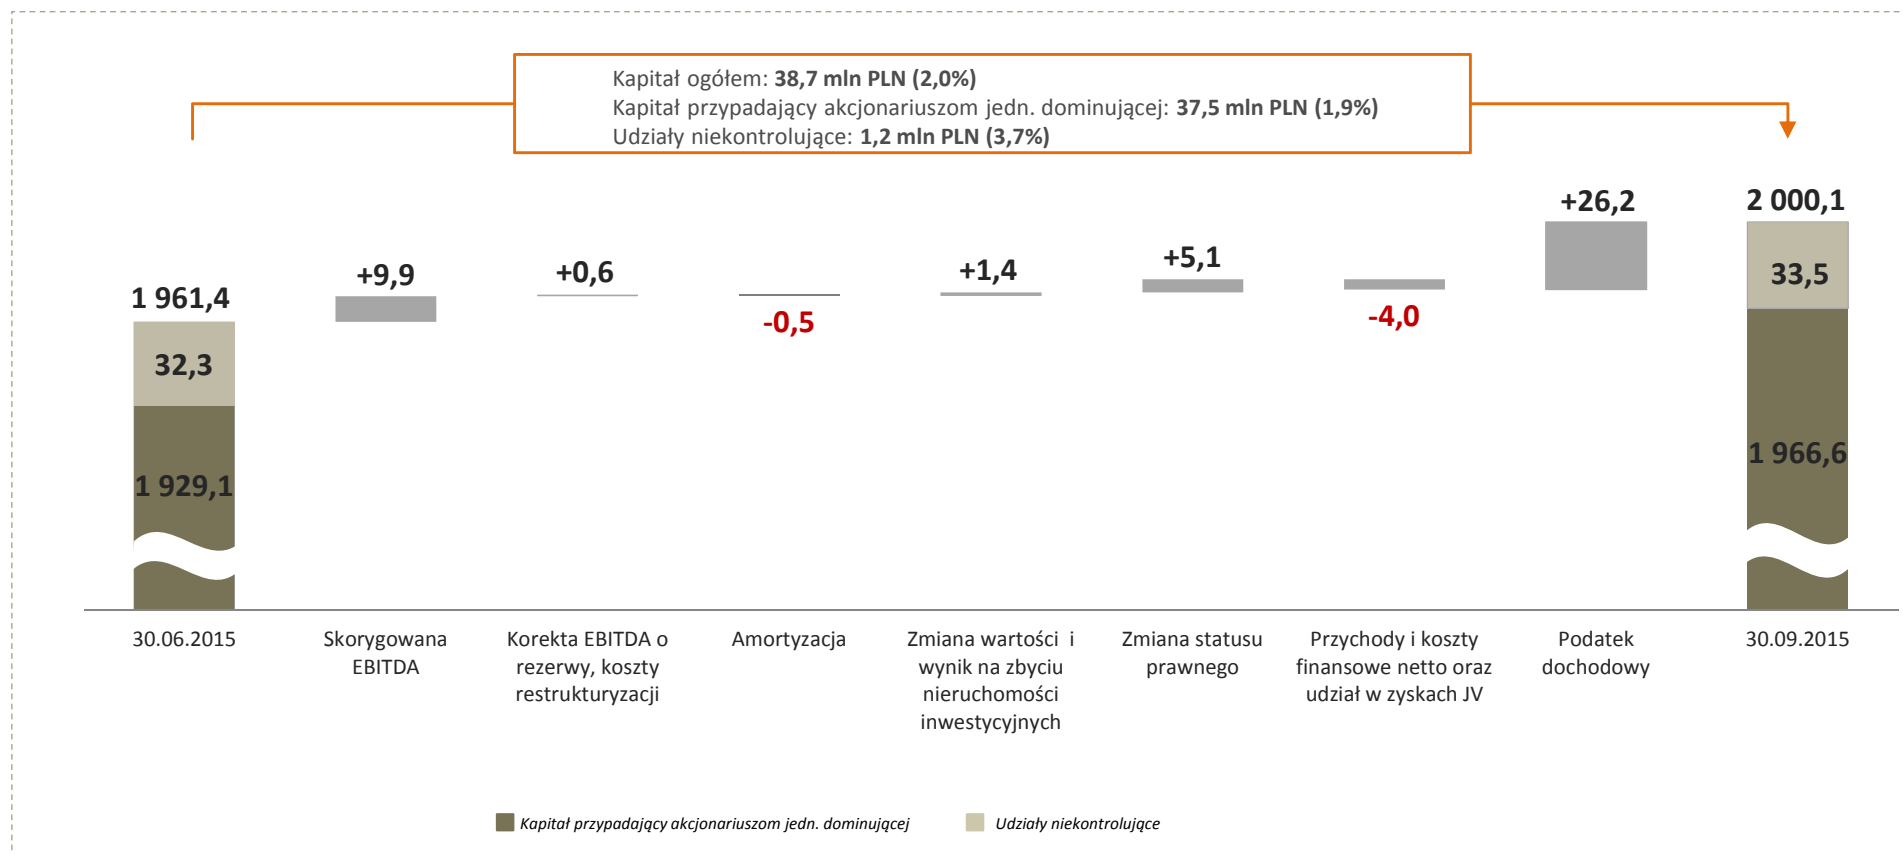 Kapitał ogółem: 38,7 mln PLN (2,0%)
Kapitał przypadający akcjonariuszom jedn. dominującej: 37,5 mln PLN (1,9%)
Udziały niekontrolujące: 1,2 mln PLN (3,7%)
1 961,4
+9,9
+0,6
-0,5
+1,4
+5,1
-4,0
+26,2
2 000,1
32,3
33,5
1 929,1
1 966,6
30.06.2015
Skorygowana
EBITDA
Korekta EBITDA o
rezerwy, koszty
restrukturyzacji
Amortyzacja
Zmiana wartości i
wynik na zbyciu
nieruchomości
inwestycyjnych
Zmiana statusu
prawnego
Przychody i koszty
finansowe netto oraz
udział w zyskach JV
Podatek
dochodowy
30.09.2015
Kapitał przypadający akcjonariuszom jedn. dominującej
Udziały niekontrolujące